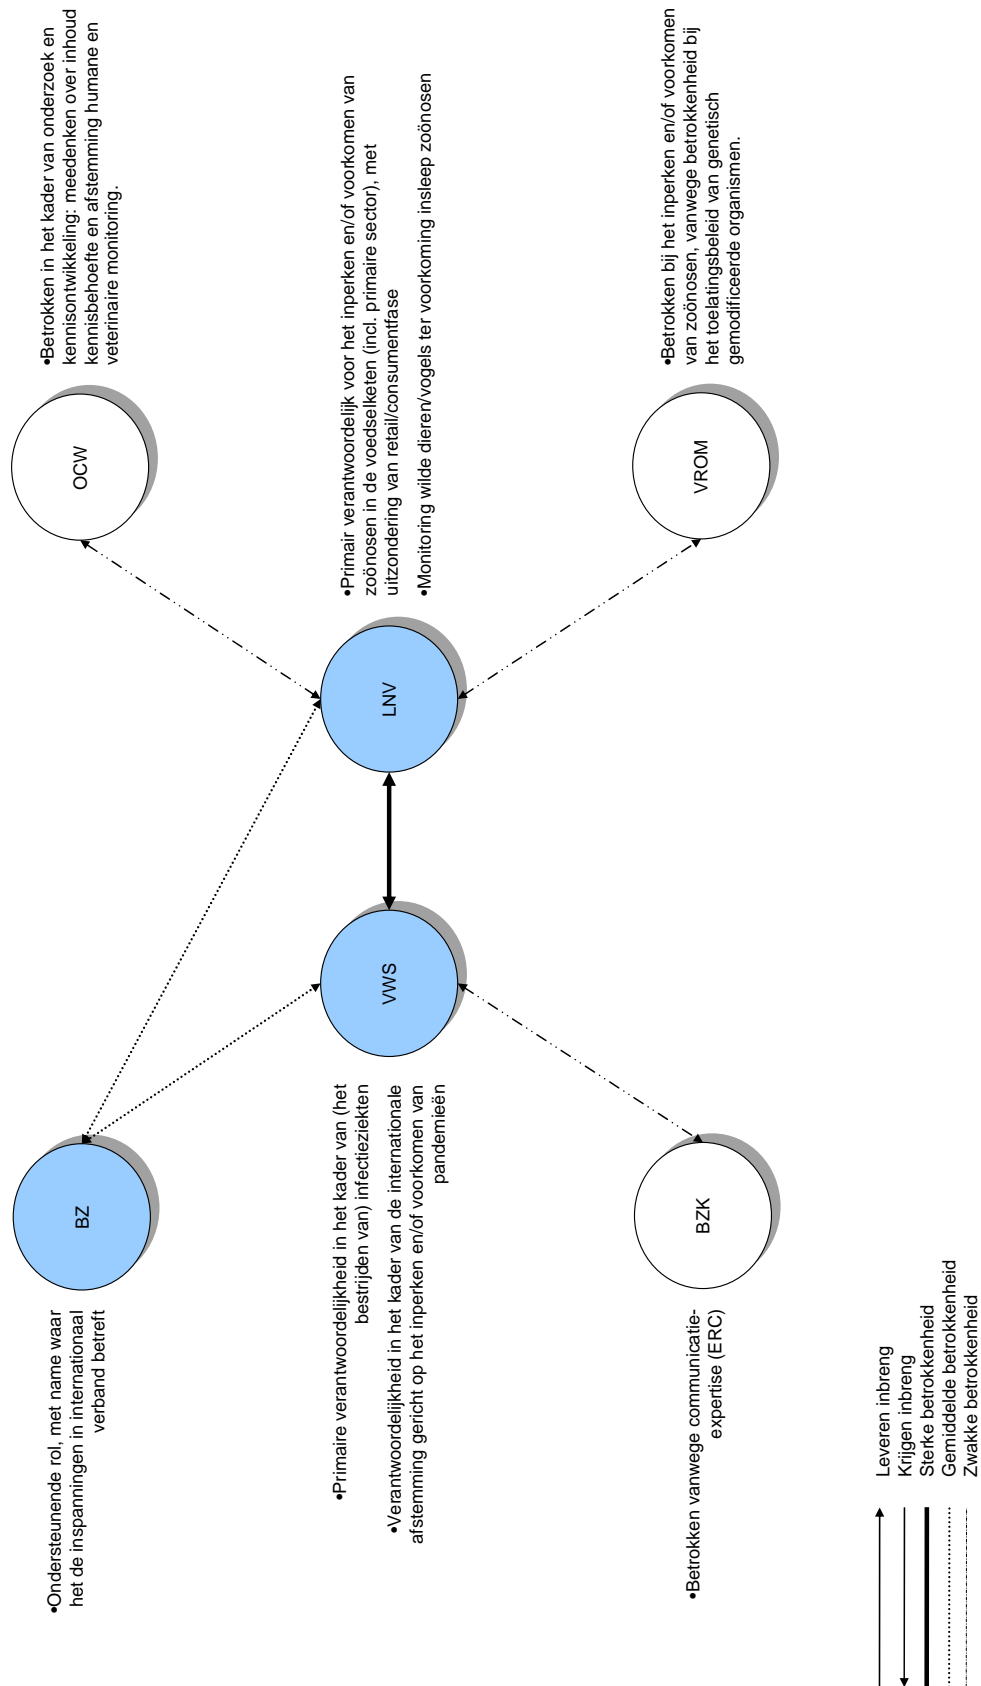 •Ondersteunende rol, met name waar
het de inspanningen in internationaal
verband betreft
BZ
OCW
•Betrokken in het kader van onderzoek en
kennisontwikkeling: meedenken over inhoud
kennisbehoefte en afstemming humane en
veterinaire monitoring.
•Primaire verantwoordelijkheid in het kader van (het
bestrijden van) infectieziekten
•Verantwoordelijkheid in het kader van de internationale
afstemming gericht op het inperken en/of voorkomen van
pandemieën
VWS
LNV
•Primair verantwoordelijk voor het inperken en/of voorkomen van
zoönosen in de voedselketen (incl. primaire sector), met
uitzondering van retail/consumentfase
•Monitoring wilde dieren/vogels ter voorkoming insleep zoönosen
•Betrokken vanwege communicatie-
expertise (ERC)
BZK
VROM
•Betrokken bij het inperken en/of voorkomen
van zoönosen, vanwege betrokkenheid bij
het toelatingsbeleid van genetisch
gemodificeerde organismen.
Leveren inbreng
Krijgen inbreng
Sterke betrokkenheid
Gemiddelde betrokkenheid
Zwakke betrokkenheid